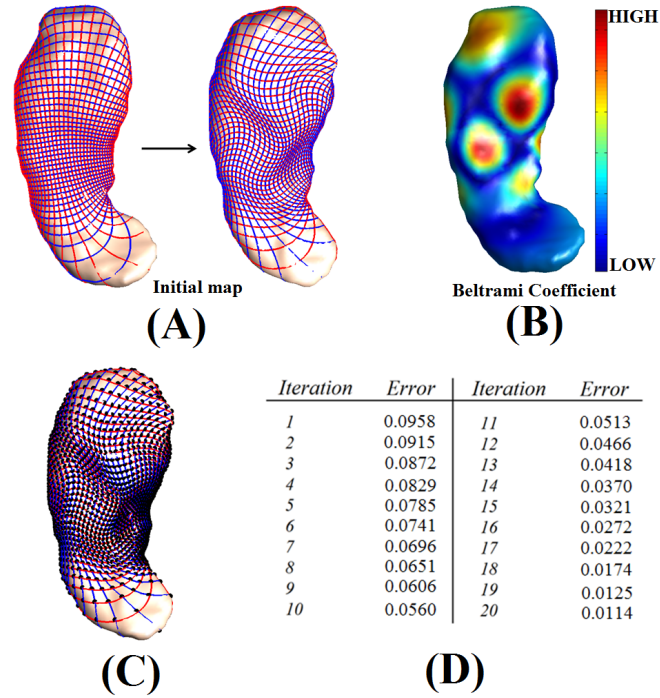 HIGH
LOW
Initial map
Beltrami Coefficient
(A)
(B)
Iteration Error Iteration Error
1 0.0958 11 0.0513
2 0.0915 12 0.0466
3 0.0872 13 0.0418
4 0.0829 14 0.0370
5 0.0785 15 0.0321
6 0.0741 16 0.0272
7 0.0696 17 0.0222
8 0.0651 18 0.0174
9 0.0606 19 0.0125
10 0.0560 20 0.0114
(C)
(D)